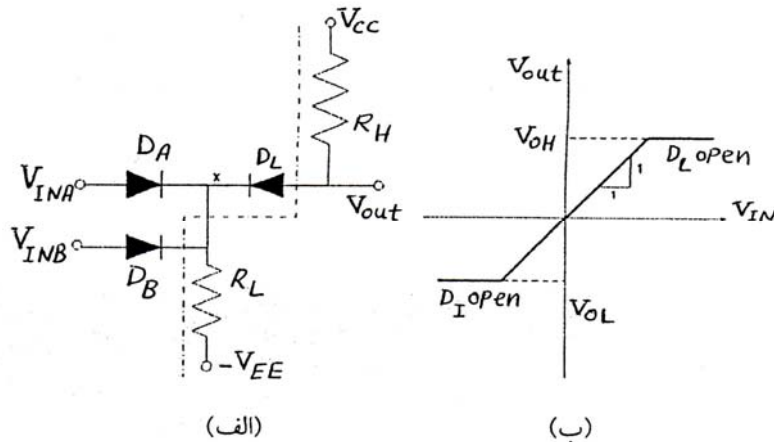 VCC
RH
DA
x
DL
VINA
Vout
VINB
DB
RL
-VEE
(الف)
Vout
VOH
DL open
1
1
VIN
DI open
VOL
(ب)